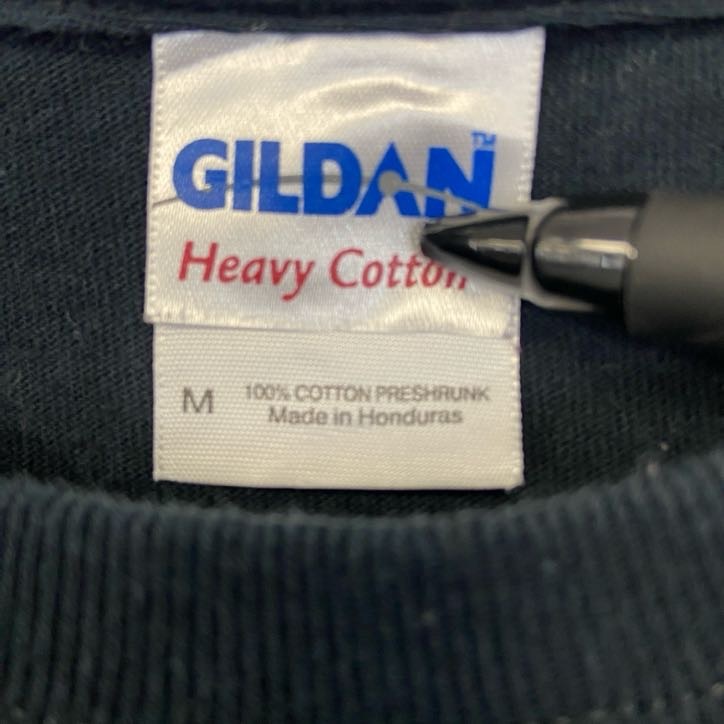 GILDAN™
Heavy Cotton
M 100% COTTON PRESHRUNK
Made in Honduras